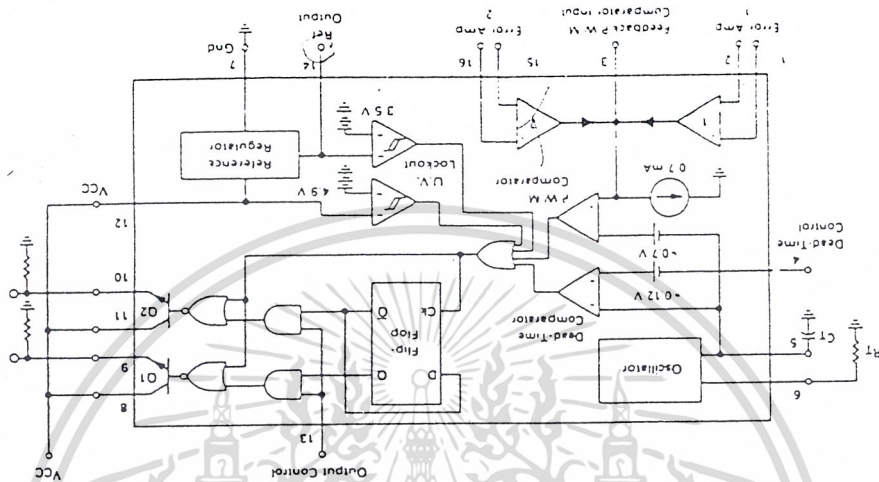 Output Control
VCC
13
8
Q1
9
11
Q2
10
12
VCC
6
RT
5
CT
Oscillator
Flip-
Flop
D
Q
Ck
Q
Dead-Time
Comparator
≈0.12 V
≈0.7 V
4
Dead-Time
Control
P.W.M
Comparator
0.7 mA
U.V.
Lockout
4.9 V
3.5 V
Reference
Regulator
1
1
2
3
15
16
14
7
Error Amp
1
Feedback P.W.M
Comparator Input
Error Amp
2
Ref
Output
Gnd